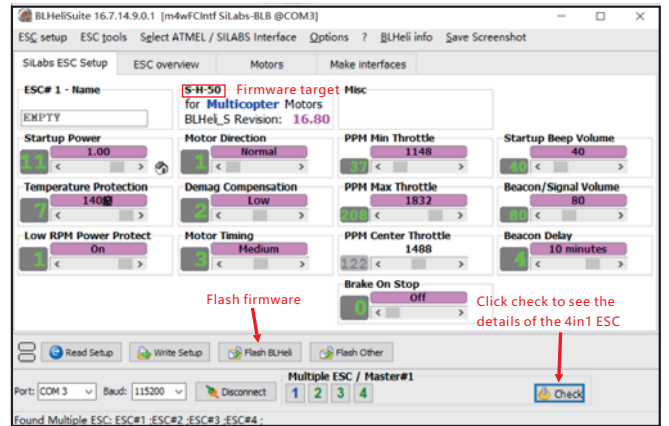 BLHeliSuite 16.7.14.9.0.1 [m4wFCIntf SiLabs-BLB @COM3]
ESC setup ESC tools Select ATMEL / SILABS Interface Options ? BLHeli info Save Screenshot
SiLabs ESC Setup ESC overview Motors Make interfaces
ESC# 1 - Name
EMPTY
S-H-50 Firmware target
for Multicopter Motors
BLHeli_S Revision: 16.80
Misc
Startup Power
1.00
11
Motor Direction
Normal
1
PPM Min Throttle
1148
37
Startup Beep Volume
40
40
Temperature Protection
140
7
Demag Compensation
Low
2
PPM Max Throttle
1832
208
Beacon/Signal Volume
80
80
Low RPM Power Protect
On
1
Motor Timing
Medium
3
PPM Center Throttle
1488
122
Beacon Delay
10 minutes
4
Brake On Stop
Off
0
Flash firmware
Click check to see the
details of the 4in1 ESC
Read Setup Write Setup Flash BLHeli Flash Other
Multiple ESC / Master#1
Port: COM 3 Baud: 115200 Disconnect 1 2 3 4 Check
Found Multiple ESC: ESC#1 ;ESC#2 ;ESC#3 ;ESC#4 ;